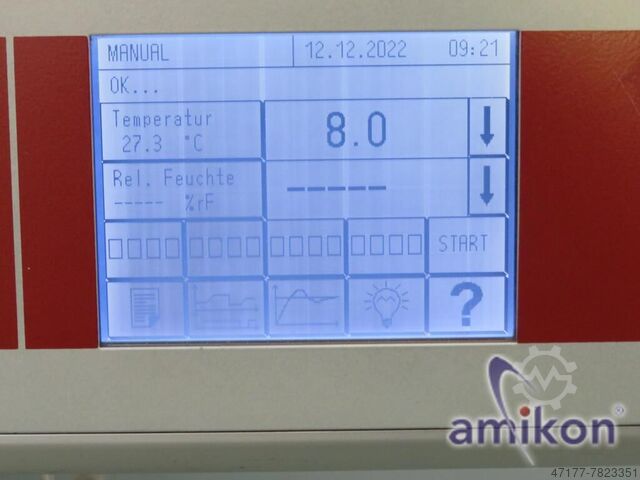 MANUAL 12.12.2022 09:21
OK...
Temperatur
27.3 °C
8.0
Rel. Feuchte
----- %rF
-----
START
?
amikon®
47177-7823351